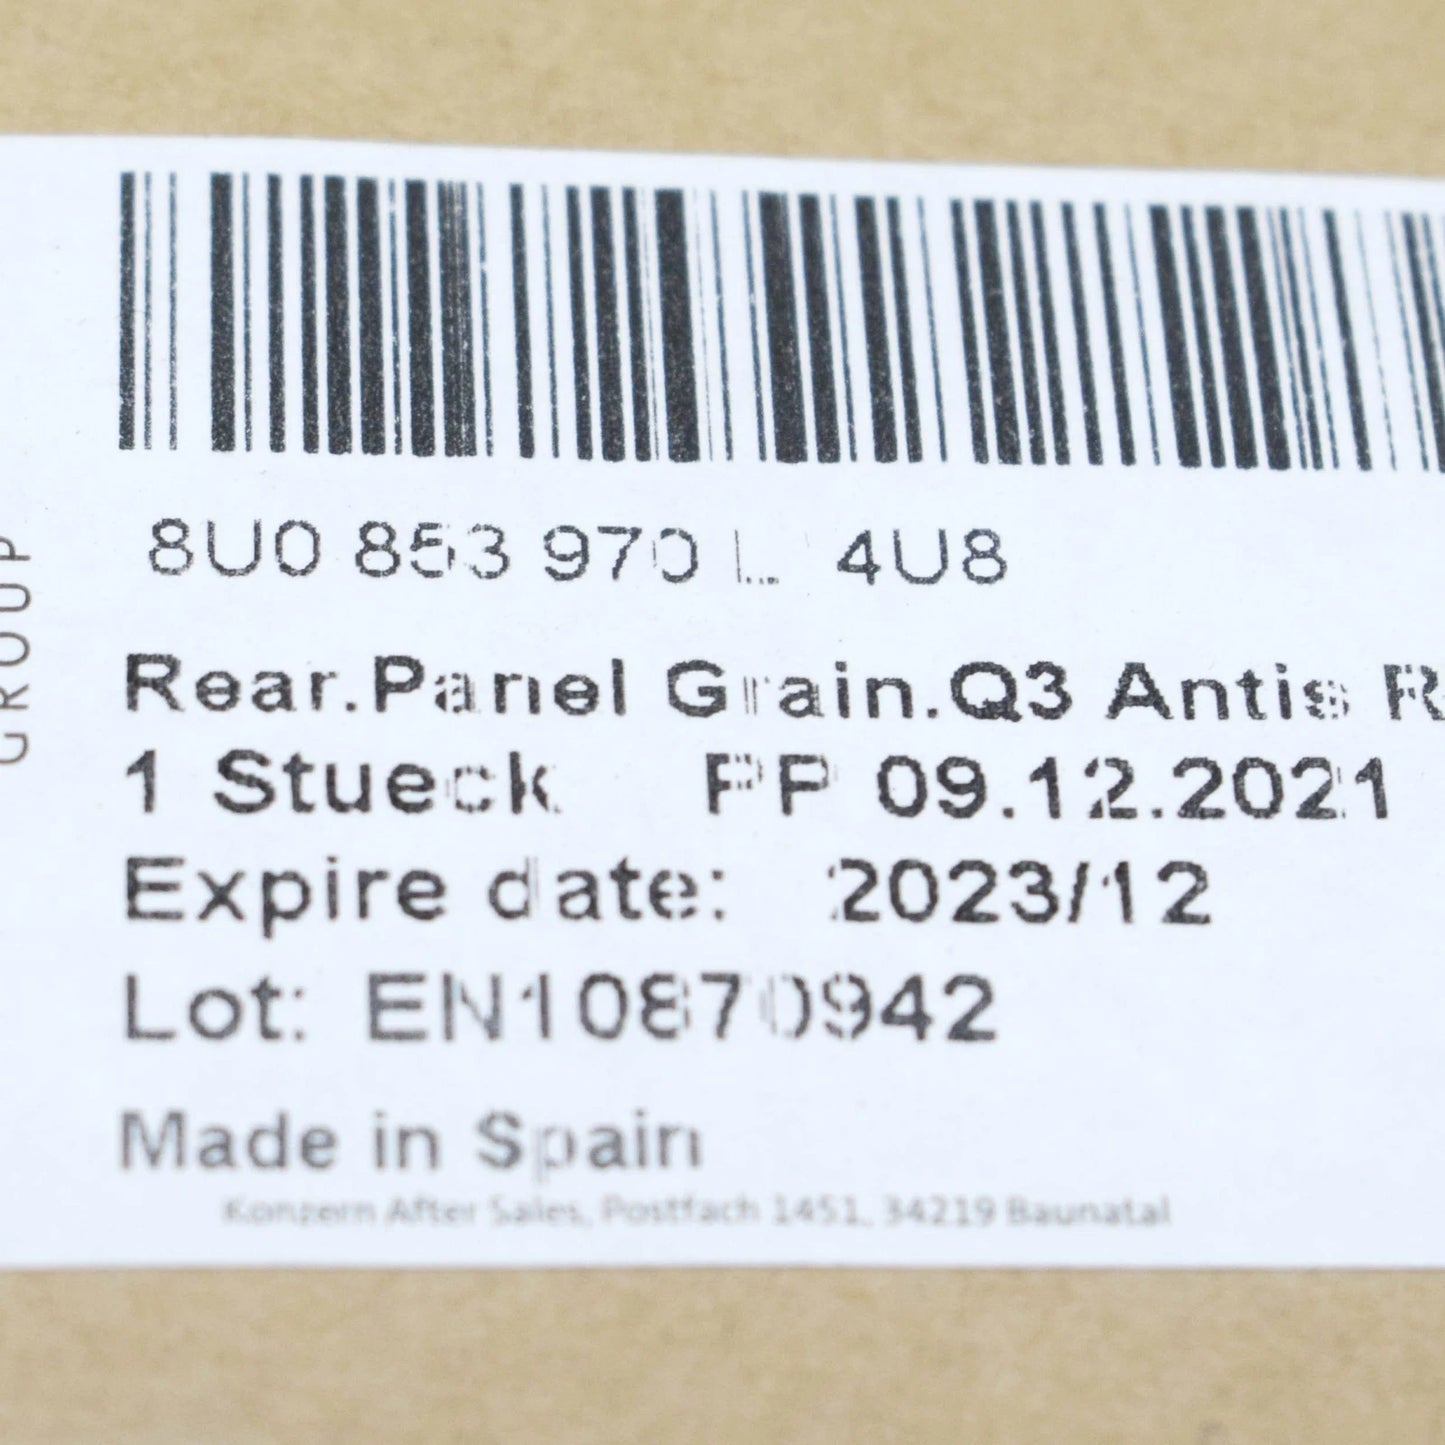 GROUP
8U0 853 970 L 4U8
Rear.Panel Grain.Q3 Antis R
1 Stueck PP 09.12.2021
Expire date: 2023/12
Lot: EN10870942
Made in Spain
Konzern After Sales, Postfach 1451, 34219 Baunatal